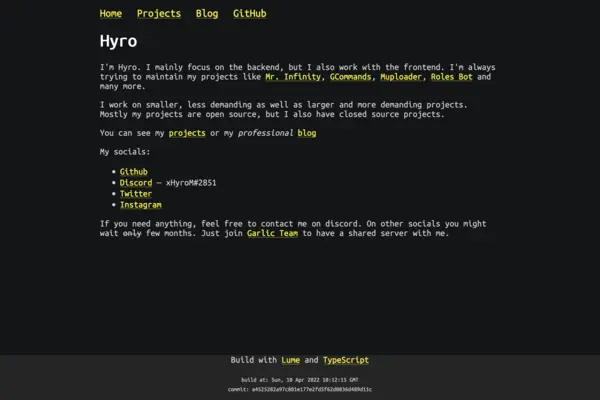 Home Projects Blog GitHub
Hyro
I'm Hyro. I mainly focus on the backend, but I also work with the frontend. I'm always
trying to maintain my projects like Mr. Infinity, GCommands, Muploader, Roles Bot and
many more.
I work on smaller, less demanding as well as larger and more demanding projects.
Mostly my projects are open source, but I also have closed source projects.
You can see my projects or my professional blog
My socials:
• Github
• Discord — xHyroM#2851
• Twitter
• Instagram
If you need anything, feel free to contact me on discord. On other socials you might
wait only few months. Just join Garlic Team to have a shared server with me.
Build with Lume and TypeScript
build at: Sun, 10 Apr 2022 10:12:15 GMT
commit: